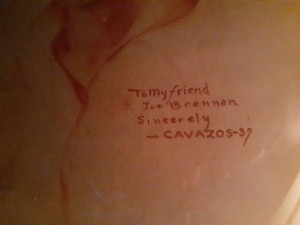 To My friend
Joe Brennan
Sincerely
— CAVAZOS-37